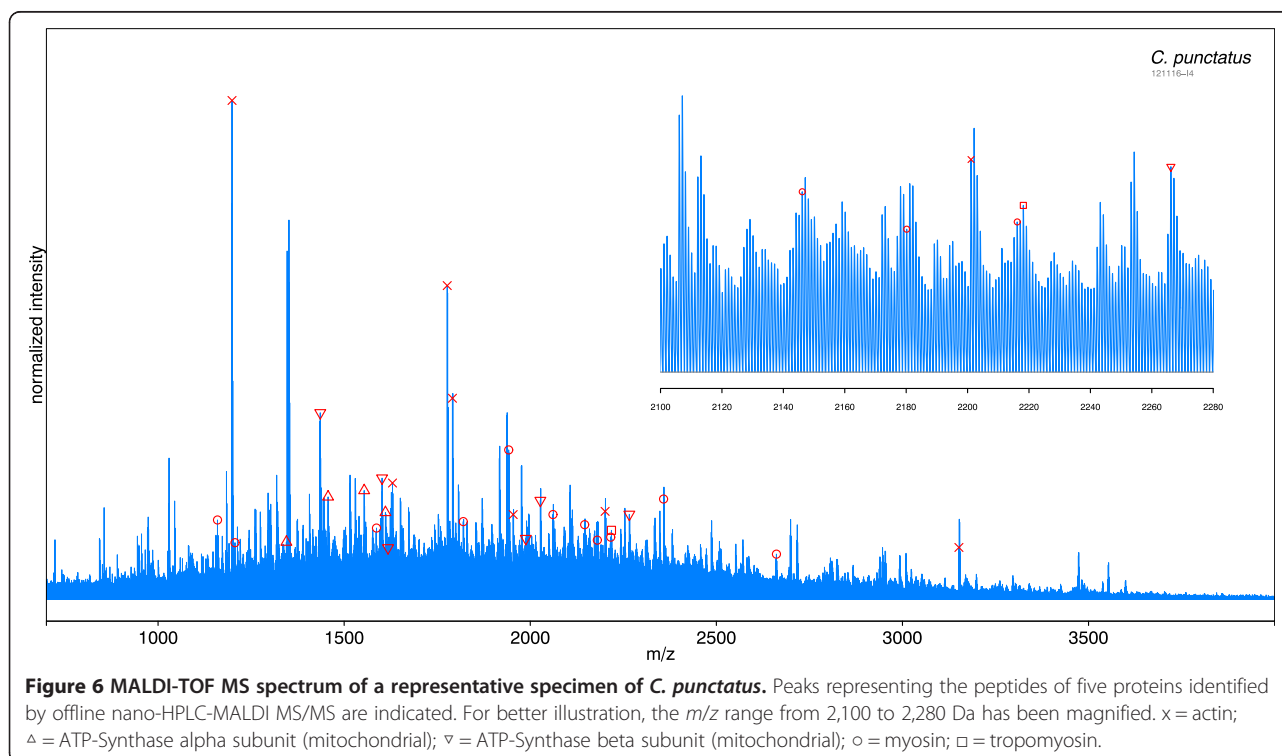 C. punctatus
121116–I4
normalized intensity
2100 2120 2140 2160 2180 2200 2220 2240 2260 2280
1000 1500 2000 2500 3000 3500
m/z
Figure 6 MALDI-TOF MS spectrum of a representative specimen of C. punctatus. Peaks representing the peptides of five proteins identified
by offline nano-HPLC-MALDI MS/MS are indicated. For better illustration, the m/z range from 2,100 to 2,280 Da has been magnified. x = actin;
▵ = ATP-Synthase alpha subunit (mitochondrial); ▿ = ATP-Synthase beta subunit (mitochondrial); ○ = myosin; □ = tropomyosin.